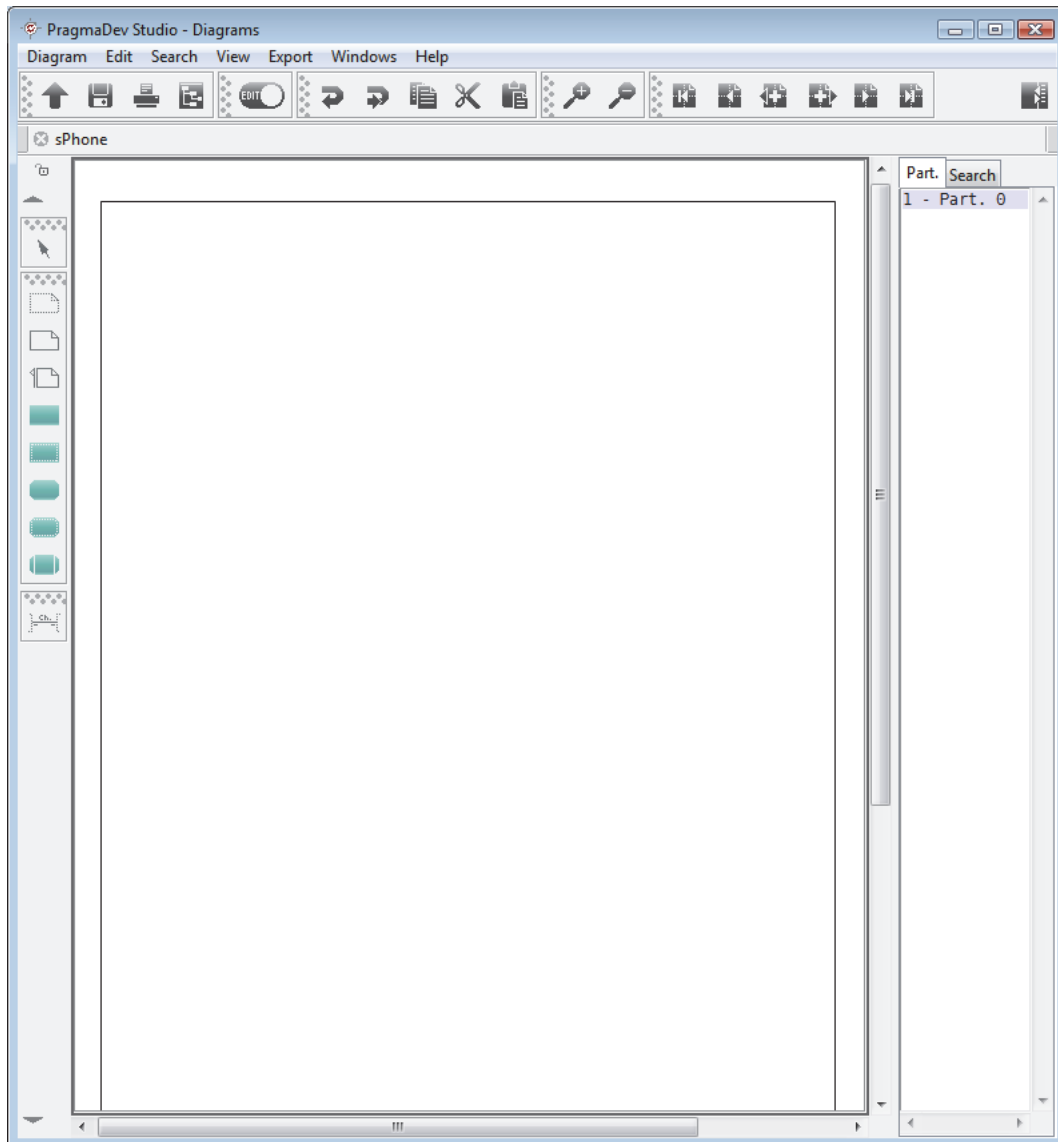 PragmaDev Studio - Diagrams
Diagram Edit Search View Export Windows Help
EDIT
sPhone
Part. Search
1 - Part. 0
Ch.